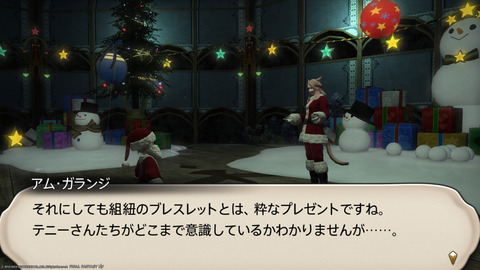 アム・ガランジ
それにしても組紐のブレスレットとは、粋なプレゼントですね。
テニーさんたちがどこまで意識しているかわかりませんが……。